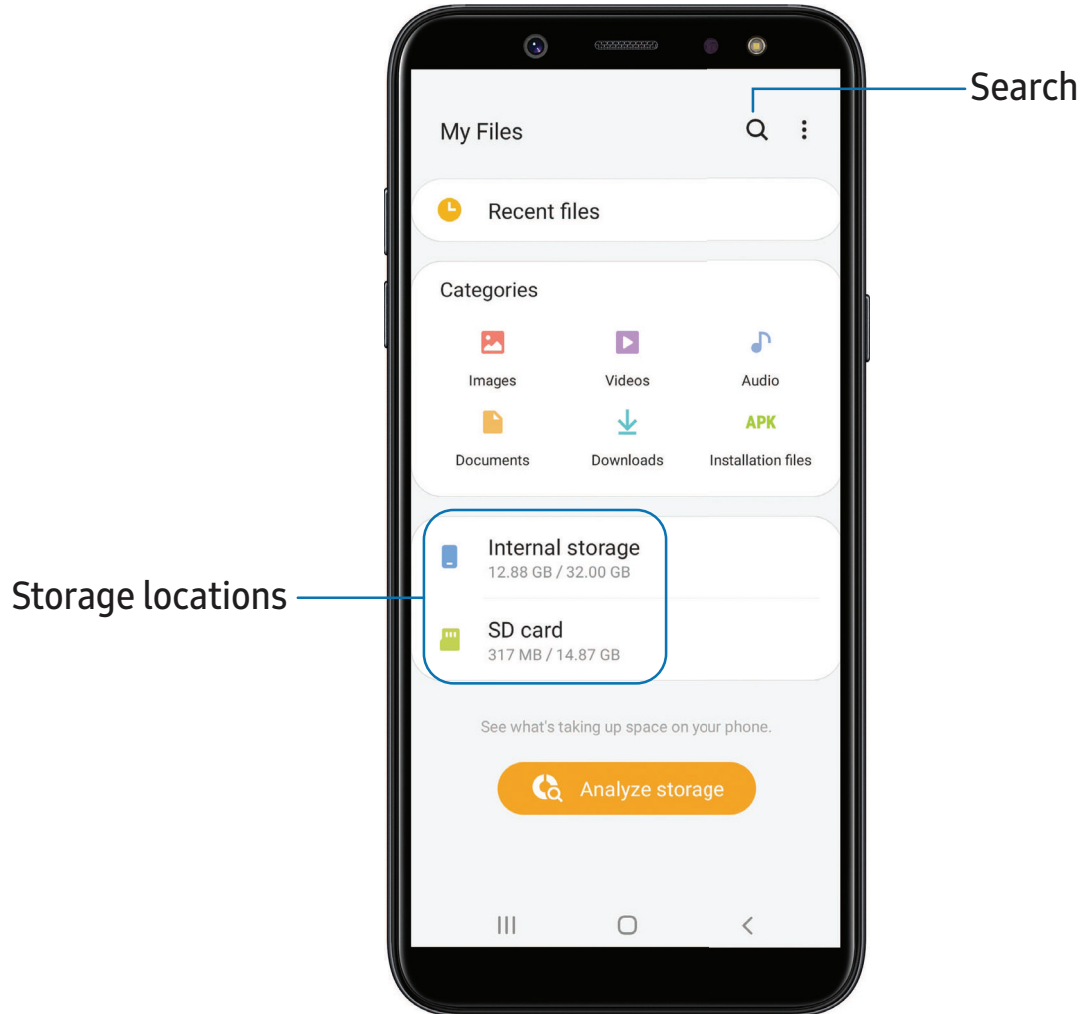 Search
My Files
Recent files
Categories
Images Videos Audio
APK
Documents Downloads Installation files
Storage locations
Internal storage
12.88 GB / 32.00 GB
SD card
317 MB / 14.87 GB
See what's taking up space on your phone.
Analyze storage